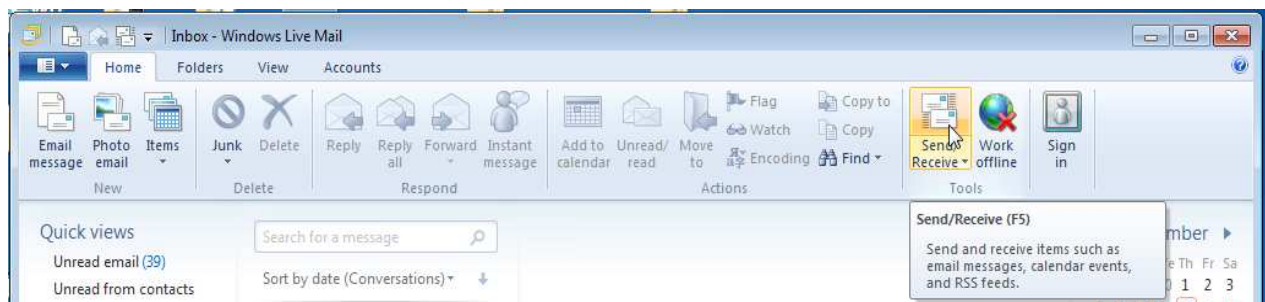 Inbox - Windows Live Mail
Home Folders View Accounts
Email message
Photo email
Items
Junk
Delete
Reply
Reply all
Forward
Instant message
Add to calendar
Unread/ read
Move to
Flag
Watch
Encoding
Copy to
Copy
Find
Send/ Receive
Work offline
Sign in
New Delete Respond Actions Tools
Quick views
Unread email (39)
Unread from contacts
Search for a message
Sort by date (Conversations)
Send/Receive (F5)
Send and receive items such as
email messages, calendar events,
and RSS feeds.
mber
e Th Fr Sa
1 2 3